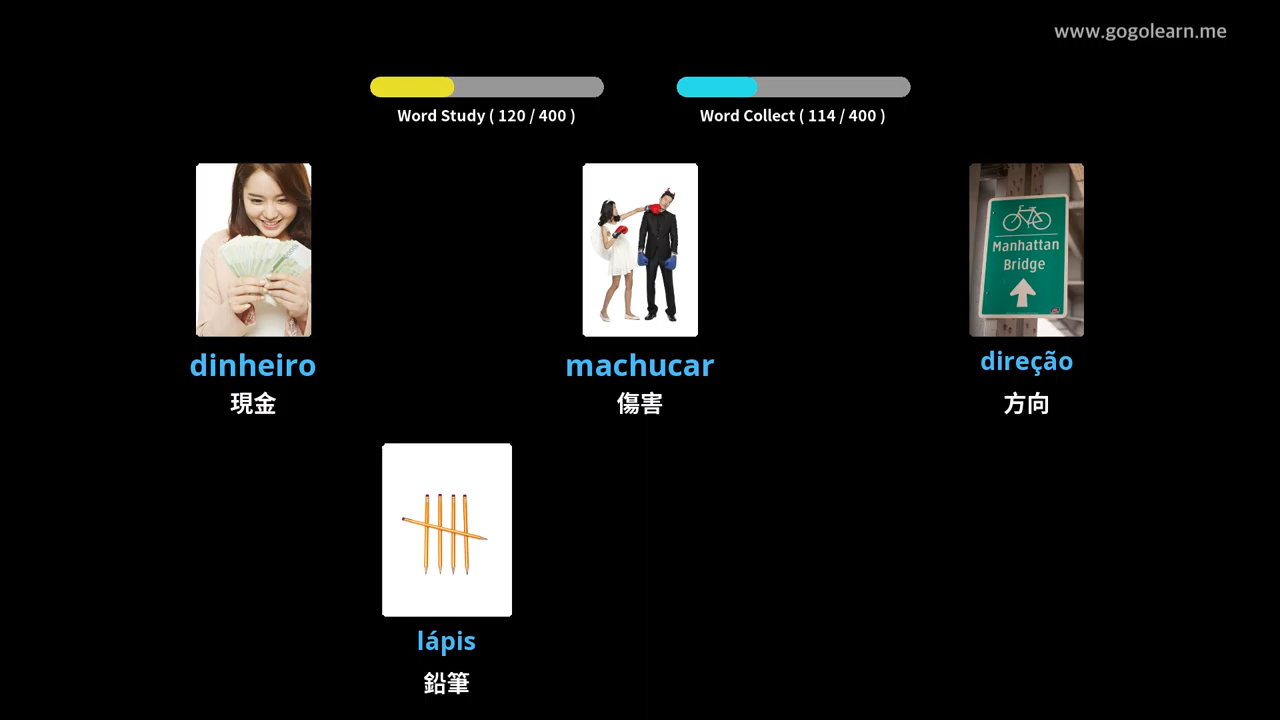 www.gogolearn.me
Word Study ( 120 / 400 )
Word Collect ( 114 / 400 )
Manhattan
Bridge
dinheiro
現金
machucar
傷害
direção
方向
lápis
鉛筆